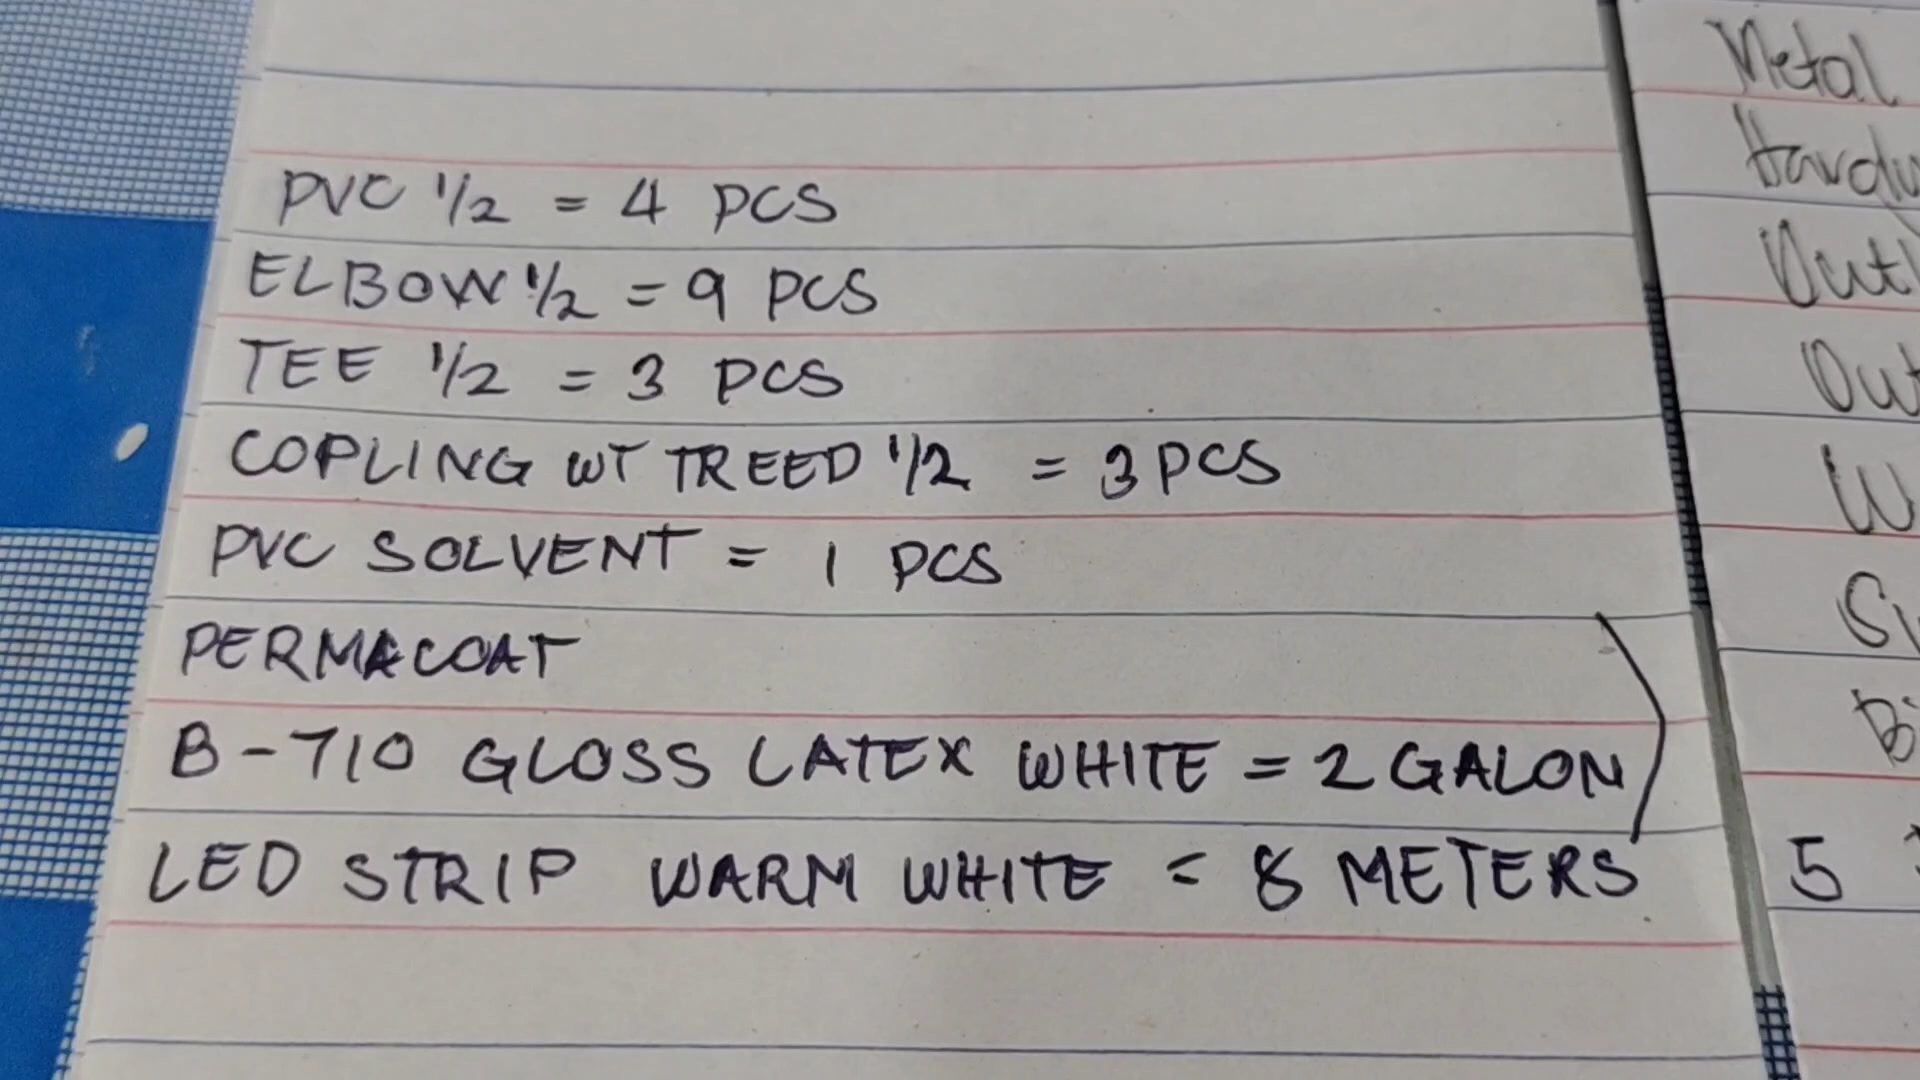 PVC 1/2 = 4 PCS
ELBOW 1/2 = 9 PCS
TEE 1/2 = 3 PCS
COPLING WT TREED 1/2 = 3 PCS
PVC SOLVENT = 1 PCS
PERMACOAT
B-710 GLOSS LATEX WHITE = 2 GALON
LED STRIP WARM WHITE = 8 METERS
Metal
5